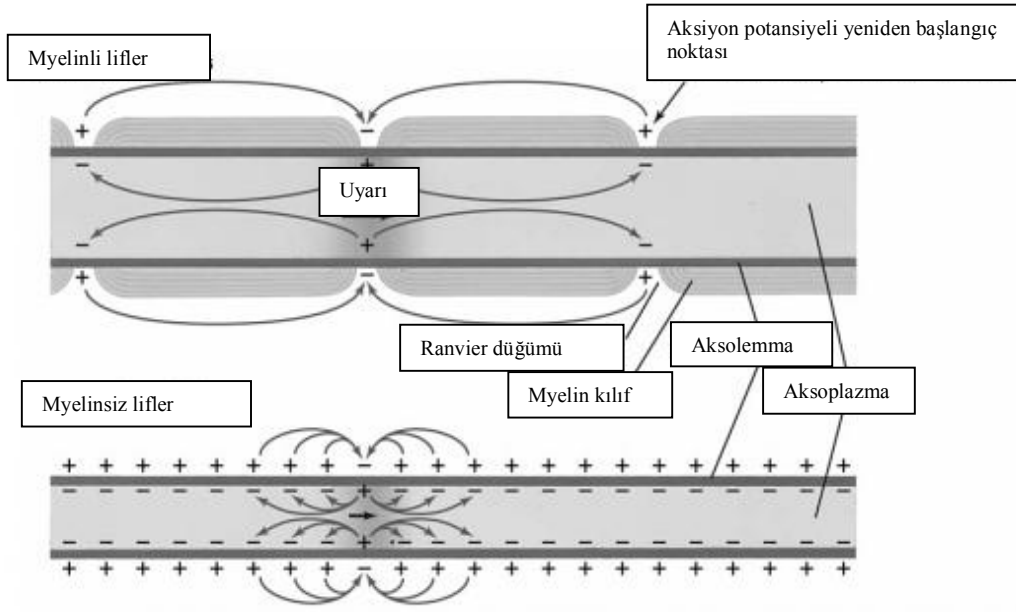 Aksiyon potansiyeli yeniden başlangıç
noktası
Myelinli lifler
Uyarı
Ranvier düğümü
Aksolemma
Myelin kılıf
Aksoplazma
Myelinsiz lifler